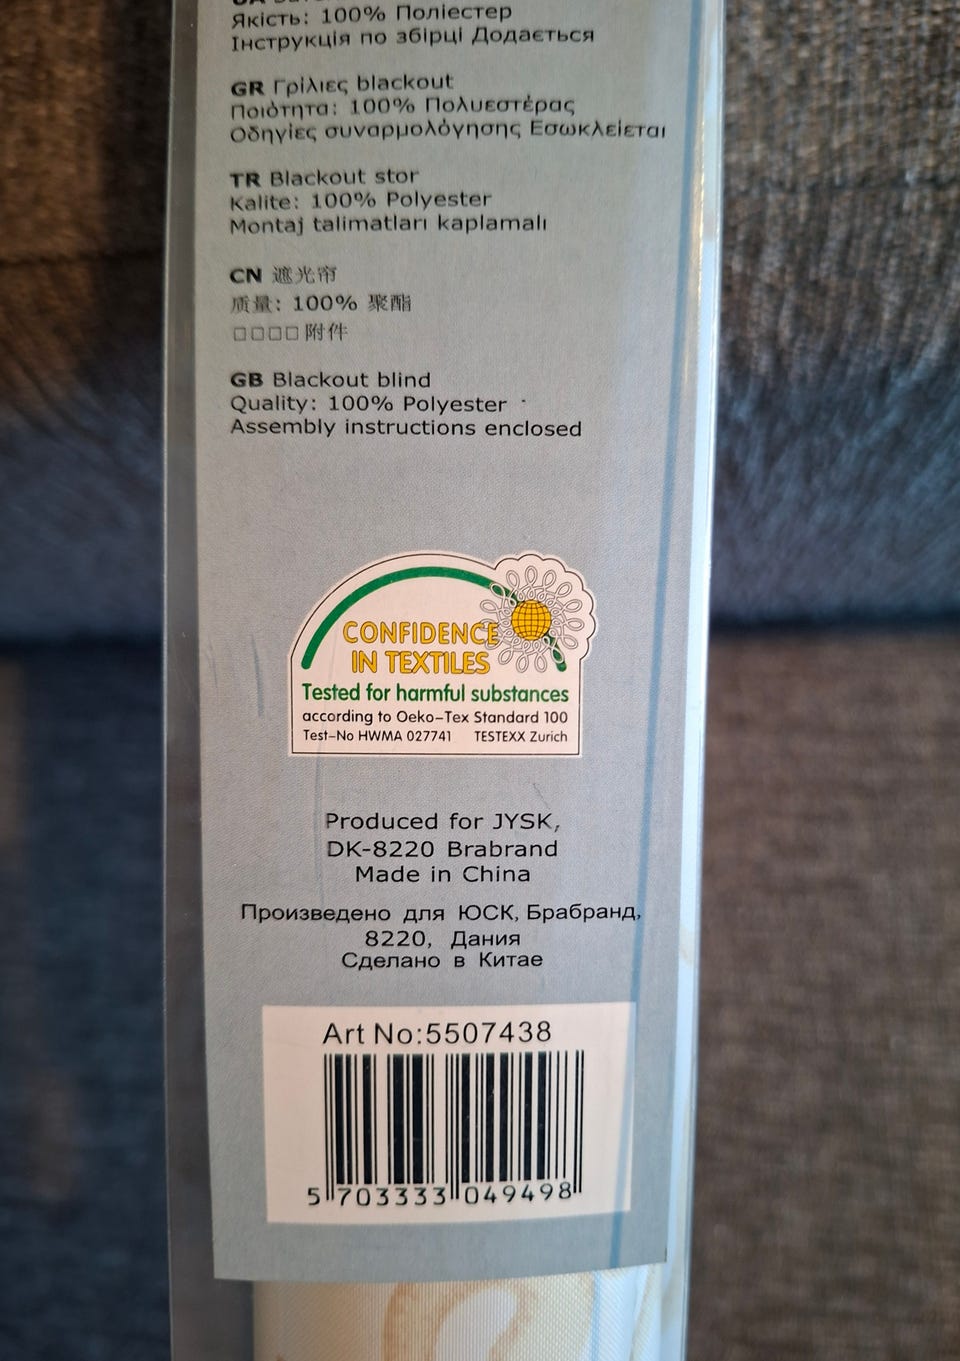 Якість: 100% Поліестер
Інструкція по збірці Додається
GR Γρίλιες blackout
Ποιότητα: 100% Πολυεστέρας
Οδηγίες συναρμολόγησης Εσωκλείεται
TR Blackout stor
Kalite: 100% Polyester
Montaj talimatları kaplamalı
CN 遮光帘
质量: 100% 聚酯
□□□□ 附件
GB Blackout blind
Quality: 100% Polyester
Assembly instructions enclosed
CONFIDENCE
IN TEXTILES
Tested for harmful substances
according to Oeko-Tex Standard 100
Test-No HWMA 027741 TESTEXX Zurich
Produced for JYSK,
DK-8220 Brabrand
Made in China
Произведено для ЮСК, Брабранд,
8220, Дания
Сделано в Китае
Art No:5507438
5 703333 049498